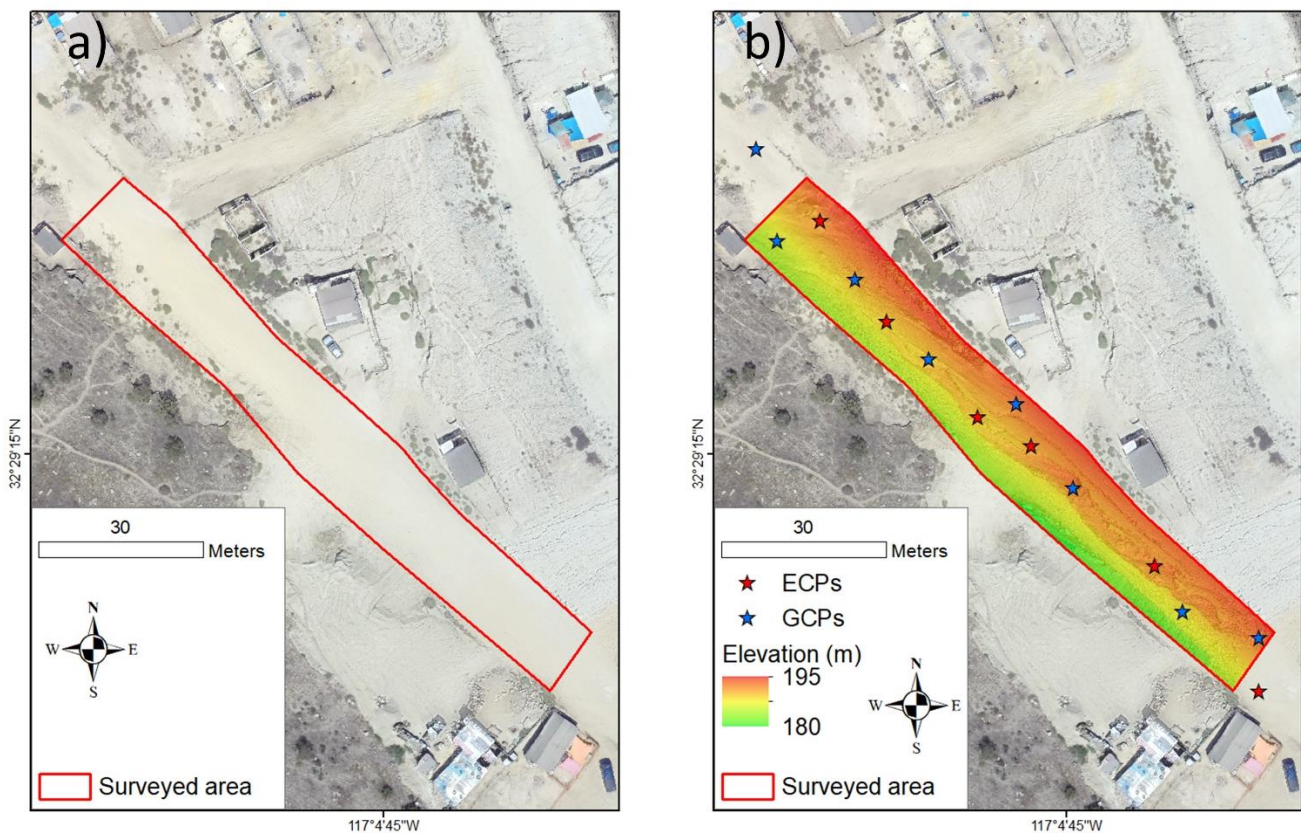 a)
32°29'15"N
30
Meters
N
W
E
S
Surveyed area
117°4'45"W
b)
32°29'15"N
30
Meters
ECPs
GCPs
Elevation (m)
195
180
N
W
E
S
Surveyed area
117°4'45"W